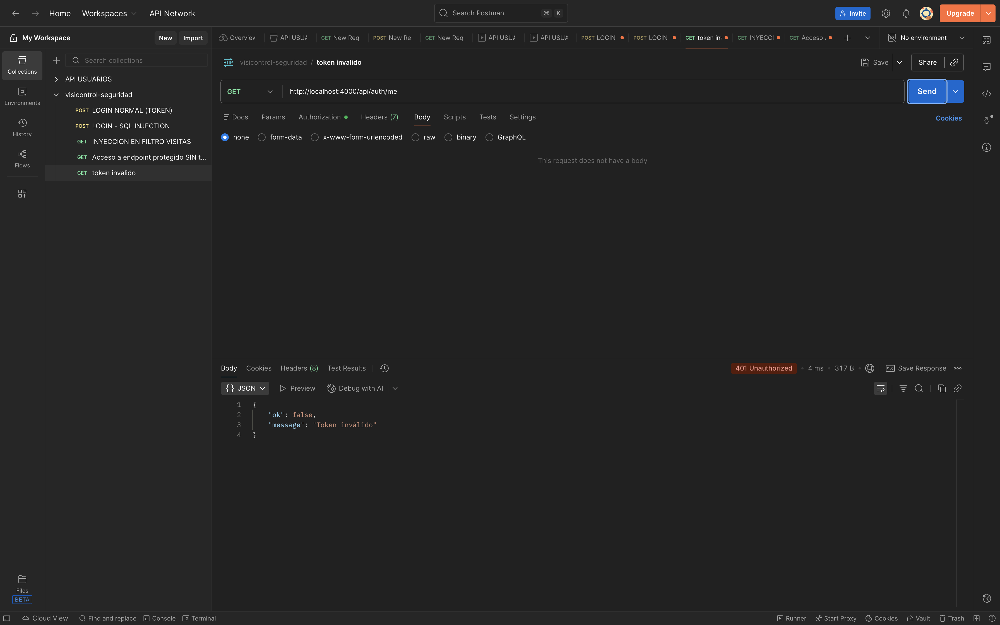 Home Workspaces API Network
Search Postman ⌘ K
Invite
Upgrade
My Workspace New Import
Overview API USUA GET New Req POST New Re GET New Req API USUA API USUA POST LOGIN POST LOGIN GET token inv GET INYECCI GET Acceso
No environment
Collections
Environments
History
Flows
Files
BETA
Search collections
API USUARIOS
visicontrol-seguridad
POST LOGIN NORMAL (TOKEN)
POST LOGIN - SQL INJECTION
GET INYECCION EN FILTRO VISITAS
GET Acceso a endpoint protegido SIN t...
GET token invalido
HTTP visicontrol-seguridad / token invalido
Save Share
GET http://localhost:4000/api/auth/me Send
Docs Params Authorization Headers (7) Body Scripts Tests Settings Cookies
none form-data x-www-form-urlencoded raw binary GraphQL
This request does not have a body
Body Cookies Headers (8) Test Results
401 Unauthorized • 4 ms • 317 B • e.g. Save Response
{} JSON Preview Debug with AI
1 {
2 "ok": false,
3 "message": "Token inválido"
4 }
Cloud View Find and replace Console Terminal
Runner Start Proxy Cookies Vault Trash